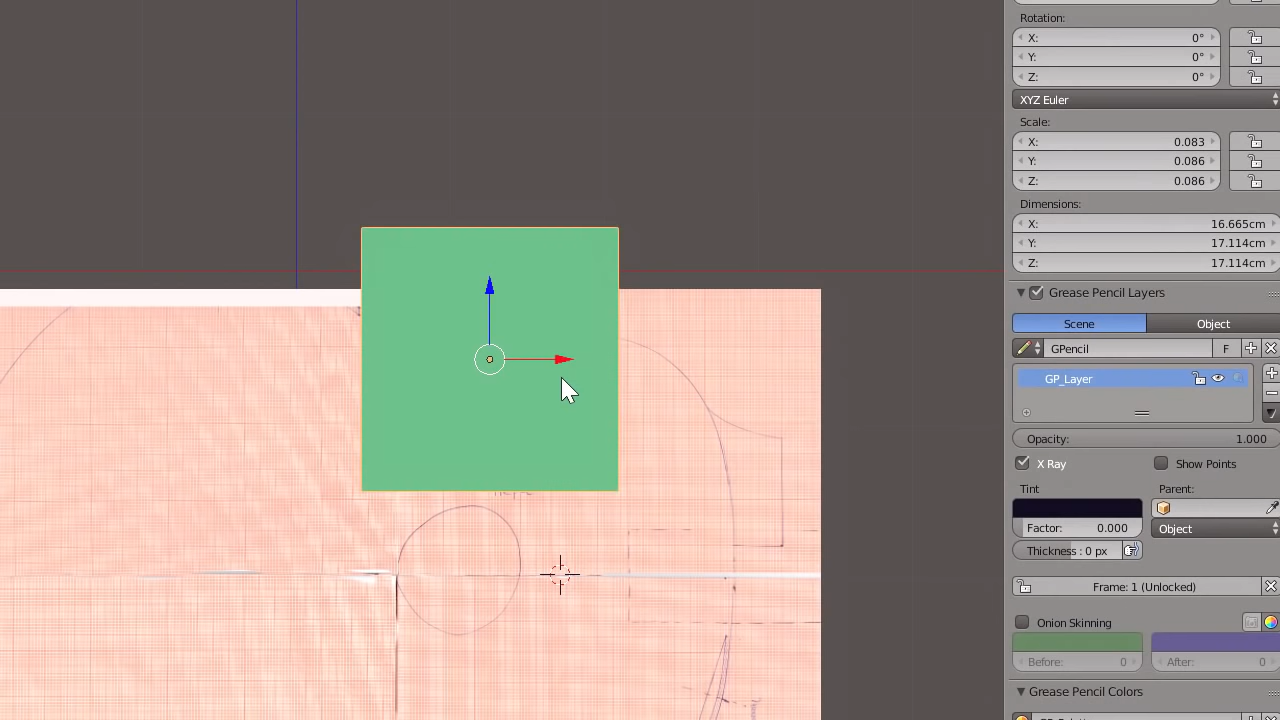 Rotation:
X: 0°
Y: 0°
Z: 0°
XYZ Euler
Scale:
X: 0.083
Y: 0.086
Z: 0.086
Dimensions:
X: 16.665cm
Y: 17.114cm
Z: 17.114cm
Grease Pencil Layers
Scene Object
GPencil F
GP_Layer
Opacity: 1.000
X Ray Show Points
Tint Parent:
Factor: 0.000 Object
Thickness: 0 px
Frame: 1 (Unlocked)
Onion Skinning
Before: 0 After: 0
Grease Pencil Colors